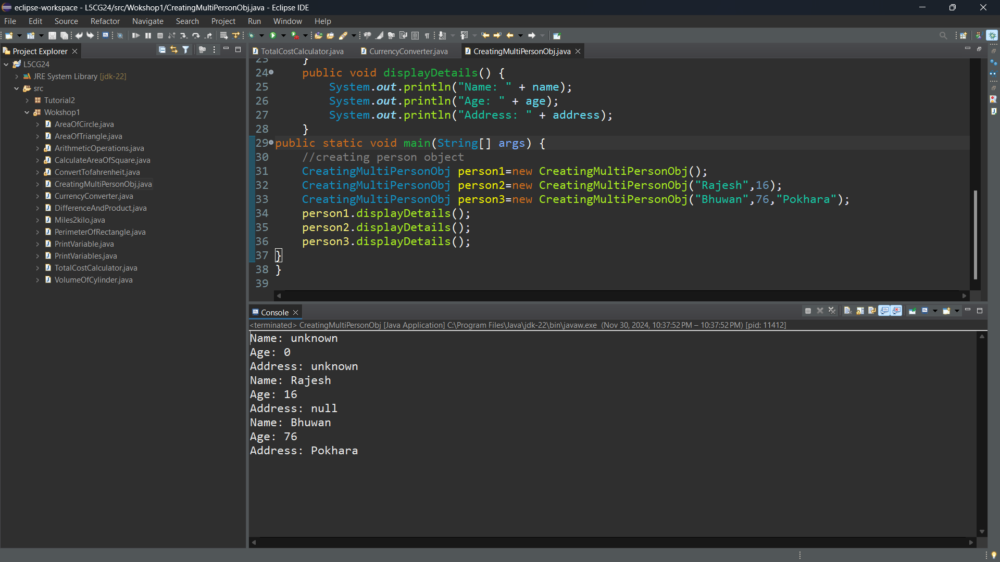 eclipse-workspace - L5CG24/src/Wokshop1/CreatingMultiPersonObj.java - Eclipse IDE
File Edit Source Refactor Navigate Search Project Run Window Help
Project Explorer
TotalCostCalculator.java CurrencyConverter.java CreatingMultiPersonObj.java
L5CG24
JRE System Library [jdk-22]
src
Tutorial2
Wokshop1
AreaOfCircle.java
AreaOfTriangle.java
ArithmeticOperations.java
CalculateAreaOfSquare.java
ConvertTofahrenheit.java
CreatingMultiPersonObj.java
CurrencyConverter.java
DifferenceAndProduct.java
Miles2kilo.java
PerimeterOfRectangle.java
PrintVariable.java
PrintVariables.java
TotalCostCalculator.java
VolumeOfCylinder.java
23 }
24 public void displayDetails() {
25 System.out.println("Name: " + name);
26 System.out.println("Age: " + age);
27 System.out.println("Address: " + address);
28 }
29 public static void main(String[] args) {
30 //creating person object
31 CreatingMultiPersonObj person1=new CreatingMultiPersonObj();
32 CreatingMultiPersonObj person2=new CreatingMultiPersonObj("Rajesh",16);
33 CreatingMultiPersonObj person3=new CreatingMultiPersonObj("Bhuwan",76,"Pokhara");
34 person1.displayDetails();
35 person2.displayDetails();
36 person3.displayDetails();
37 }
38 }
39
Console
<terminated> CreatingMultiPersonObj [Java Application] C:\Program Files\Java\jdk-22\bin\javaw.exe (Nov 30, 2024, 10:37:52 PM – 10:37:52 PM) [pid: 11412]
Name: unknown
Age: 0
Address: unknown
Name: Rajesh
Age: 16
Address: null
Name: Bhuwan
Age: 76
Address: Pokhara